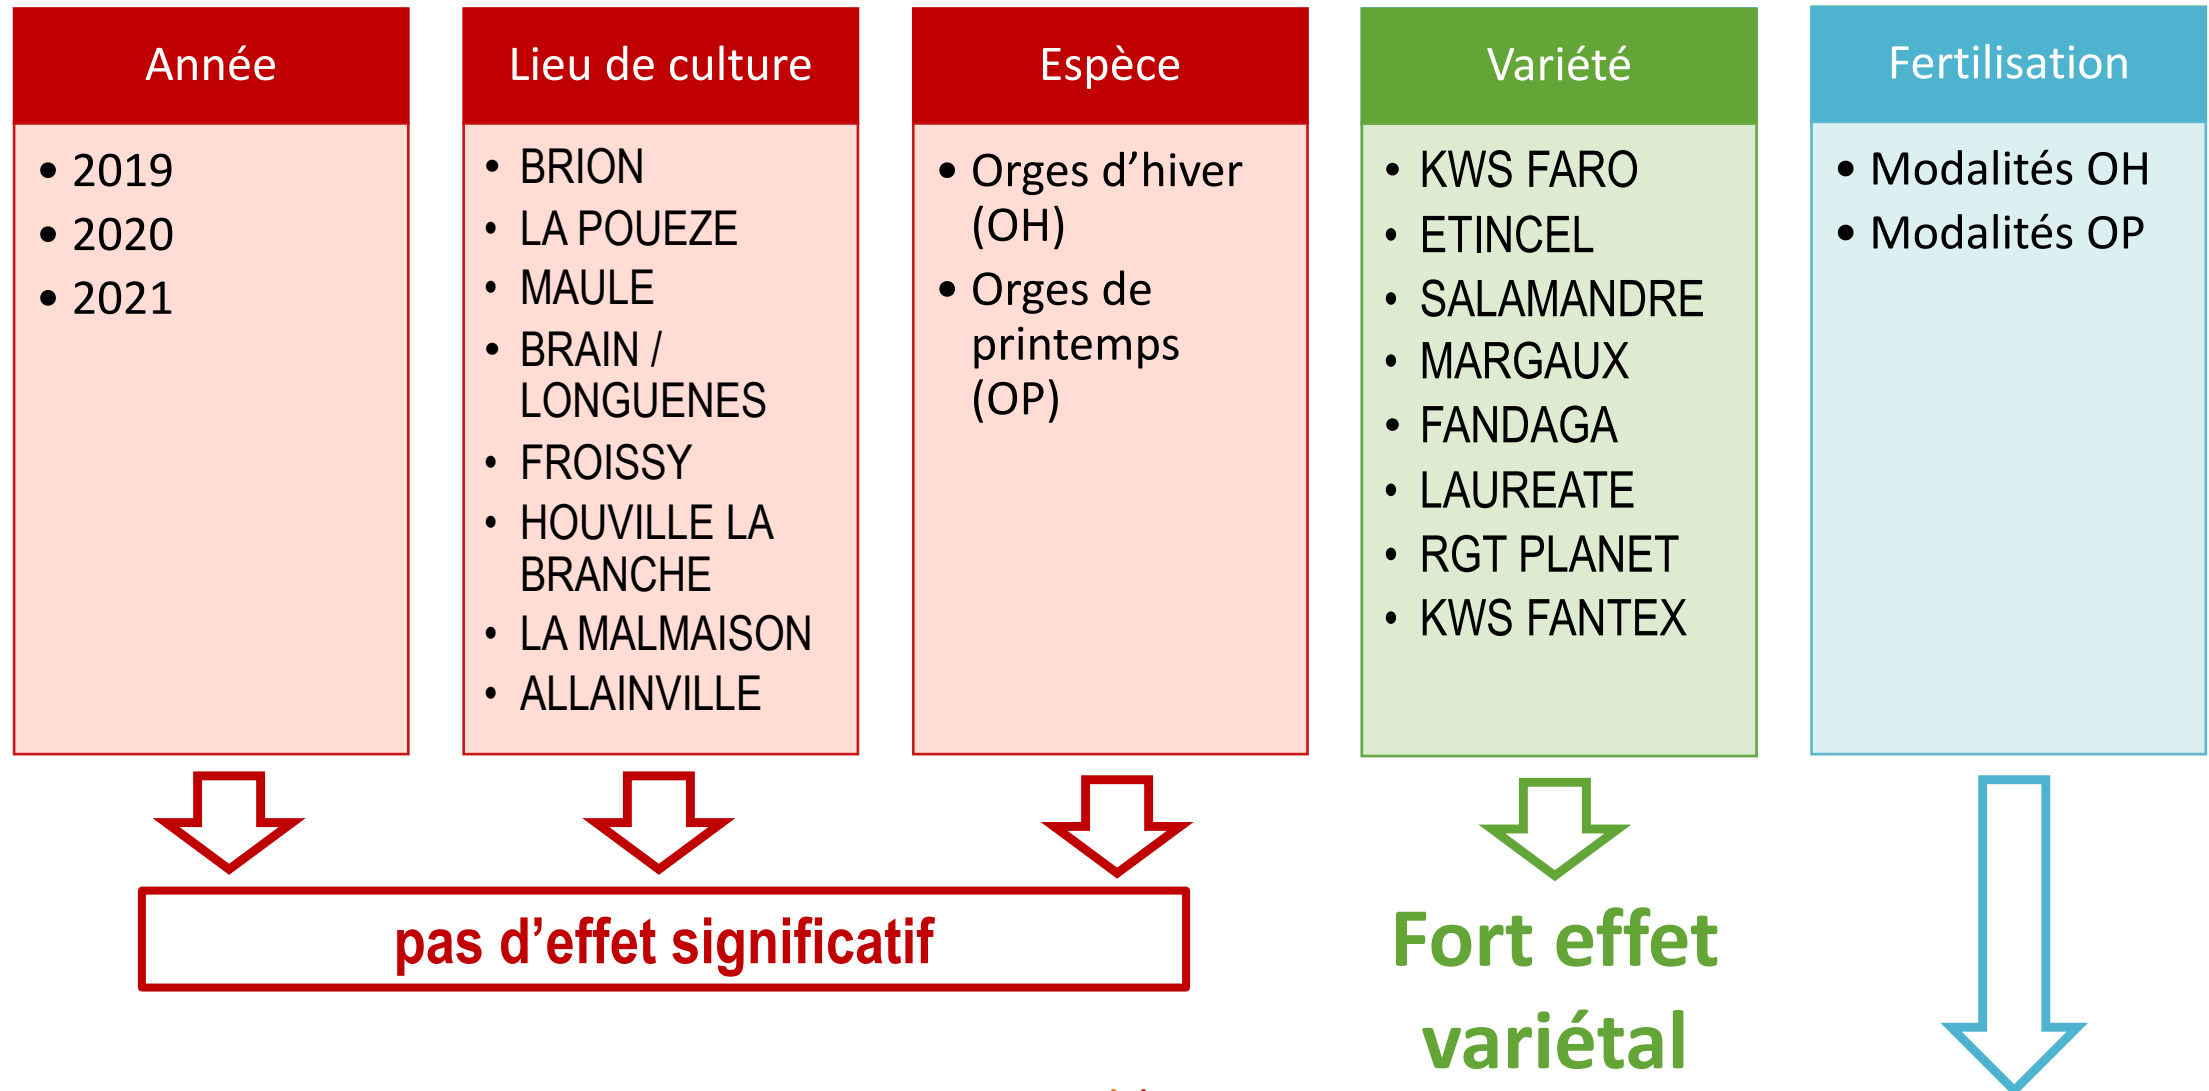 Année
• 2019
• 2020
• 2021
Lieu de culture
• BRION
• LA POUEZE
• MAULE
• BRAIN /
LONGUENES
• FROISSY
• HOUVILLE LA
BRANCHE
• LA MALMAISON
• ALLAINVILLE
Espèce
• Orges d’hiver
(OH)
• Orges de
printemps
(OP)
Variété
• KWS FARO
• ETINCEL
• SALAMANDRE
• MARGAUX
• FANDAGA
• LAUREATE
• RGT PLANET
• KWS FANTEX
Fertilisation
• Modalités OH
• Modalités OP
pas d’effet significatif
Fort effet
variétal